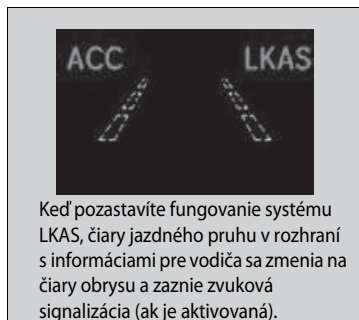 ACC LKAS
Keď pozastavíte fungovanie systému
LKAS, čiary jazdného pruhu v rozhraní
s informáciami pre vodiča sa zmenia na
čiary obrysu a zaznie zvuková
signalizácia (ak je aktivovaná).